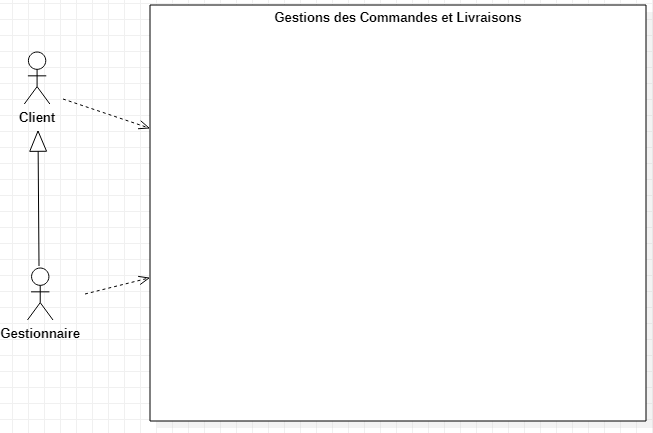 Gestions des Commandes et Livraisons
Client
Gestionnaire